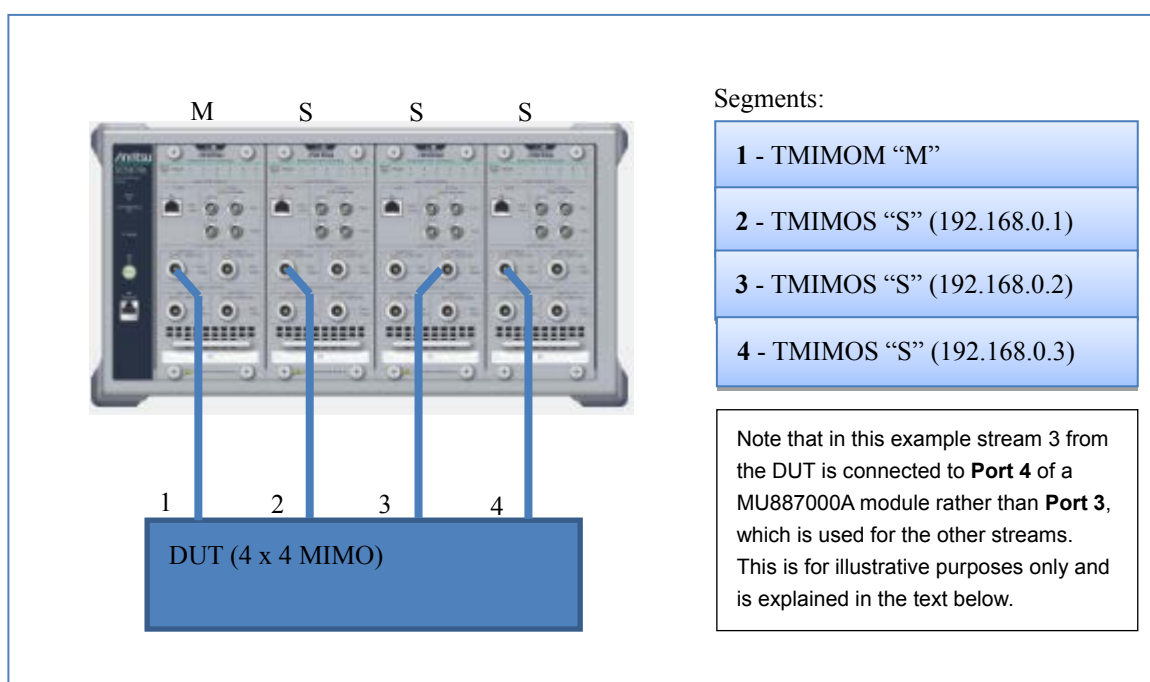 M S S S
/inritsu
Segments:
1 - TMIMOM “M”
2 - TMIMOS “S” (192.168.0.1)
3 - TMIMOS “S” (192.168.0.2)
4 - TMIMOS “S” (192.168.0.3)
1 2 3 4
DUT (4 x 4 MIMO)
Note that in this example stream 3 from
the DUT is connected to Port 4 of a
MU887000A module rather than Port 3,
which is used for the other streams.
This is for illustrative purposes only and
is explained in the text below.